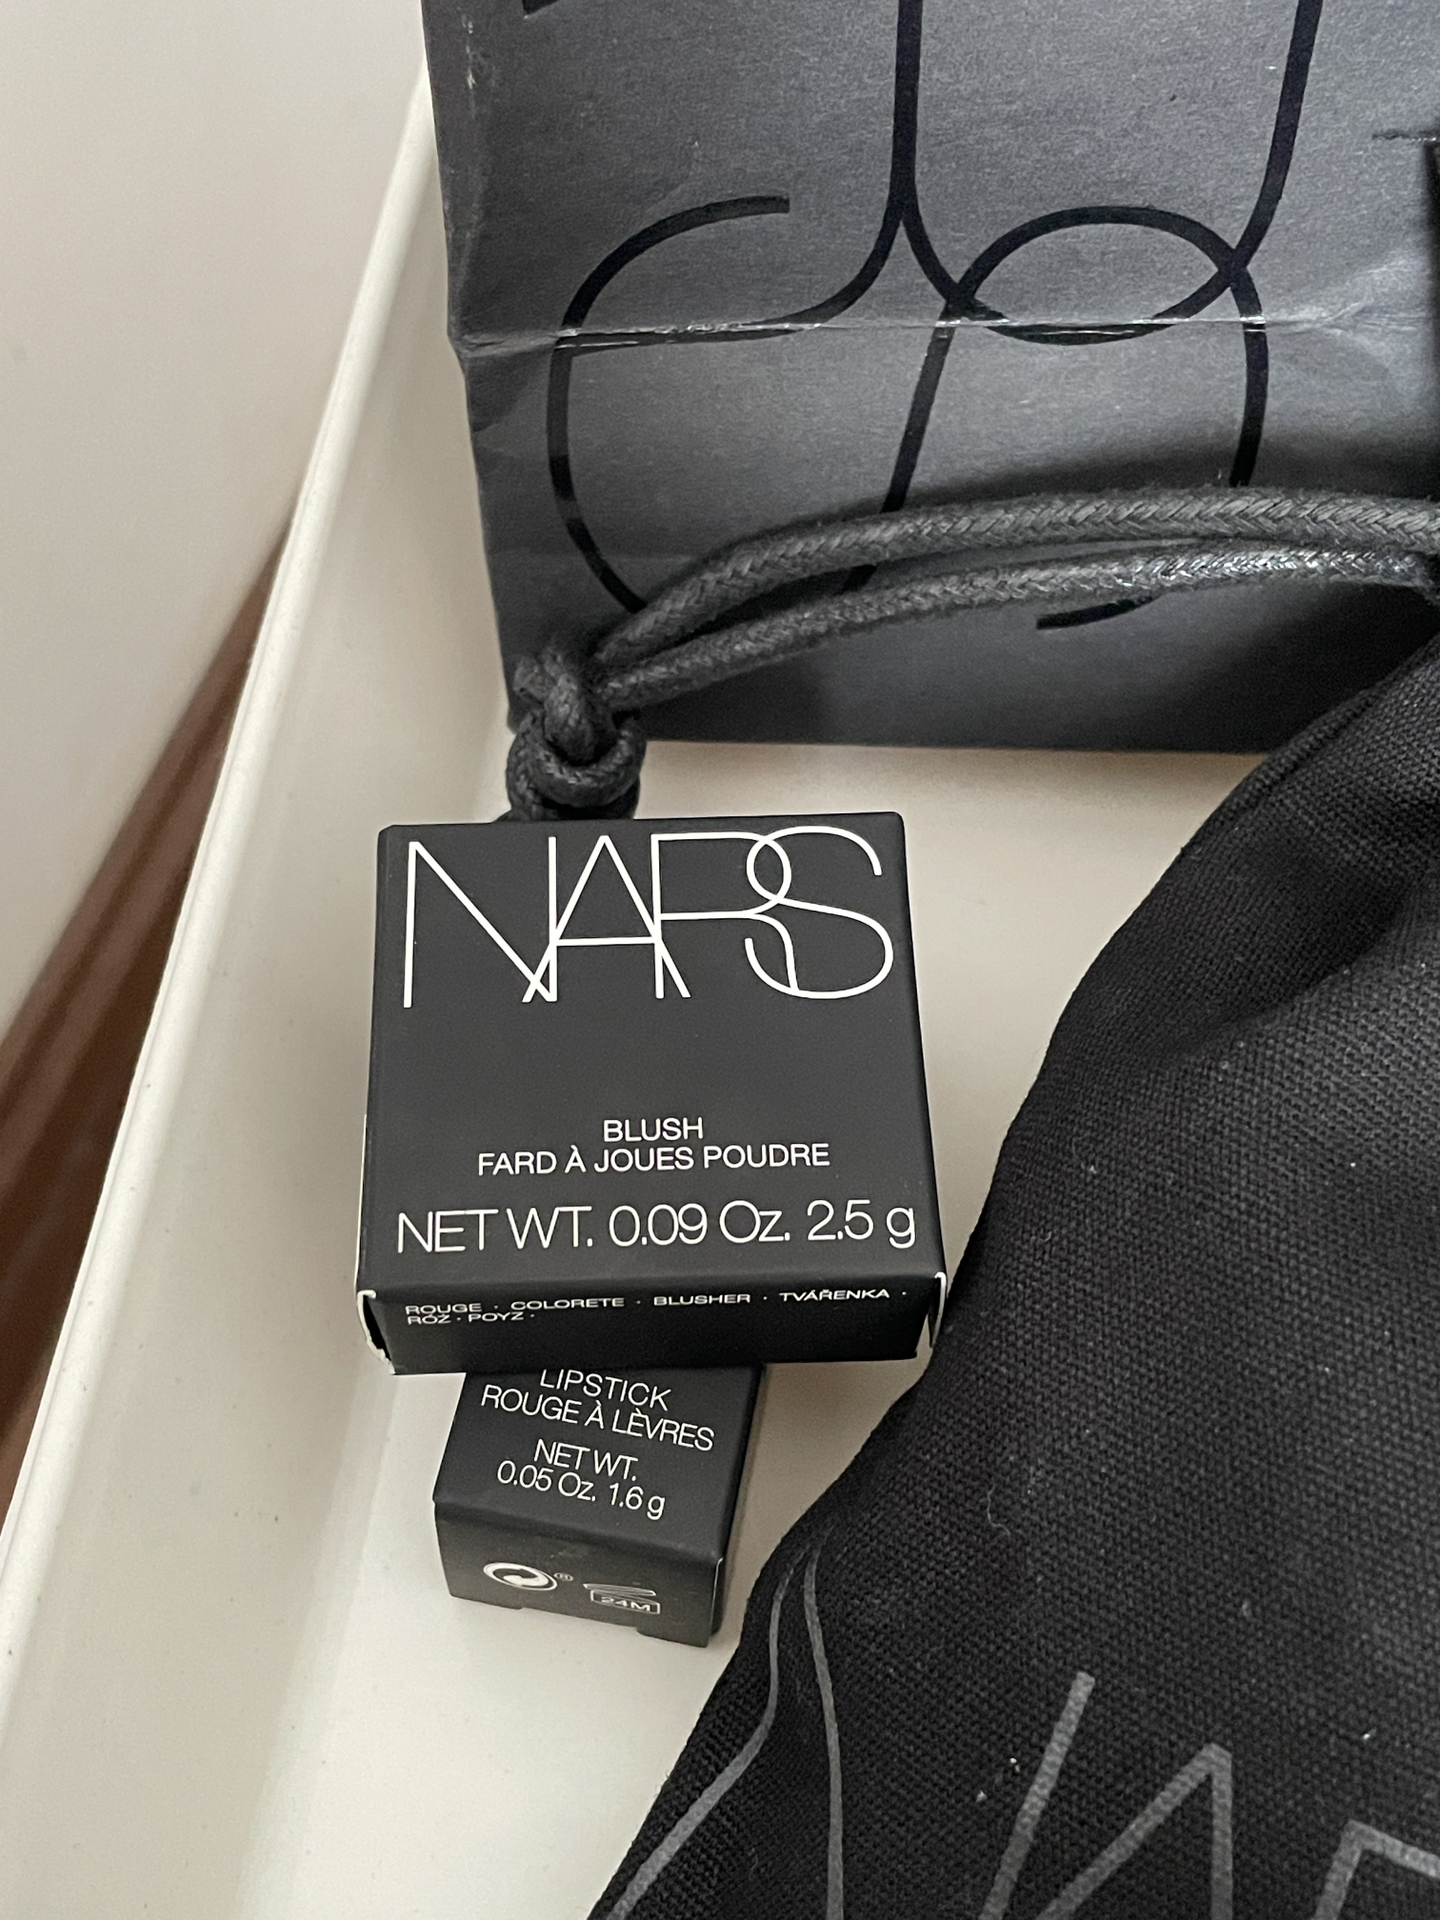 NARS
BLUSH
FARD À JOUES POUDRE
NET WT. 0.09 Oz. 2.5 g
ROUGE · COLORETE · BLUSHER · TVÁŘENKA ·
RÓŻ · POYZ ·
LIPSTICK
ROUGE À LÈVRES
NET WT.
0.05 Oz. 1.6 g
®
24M